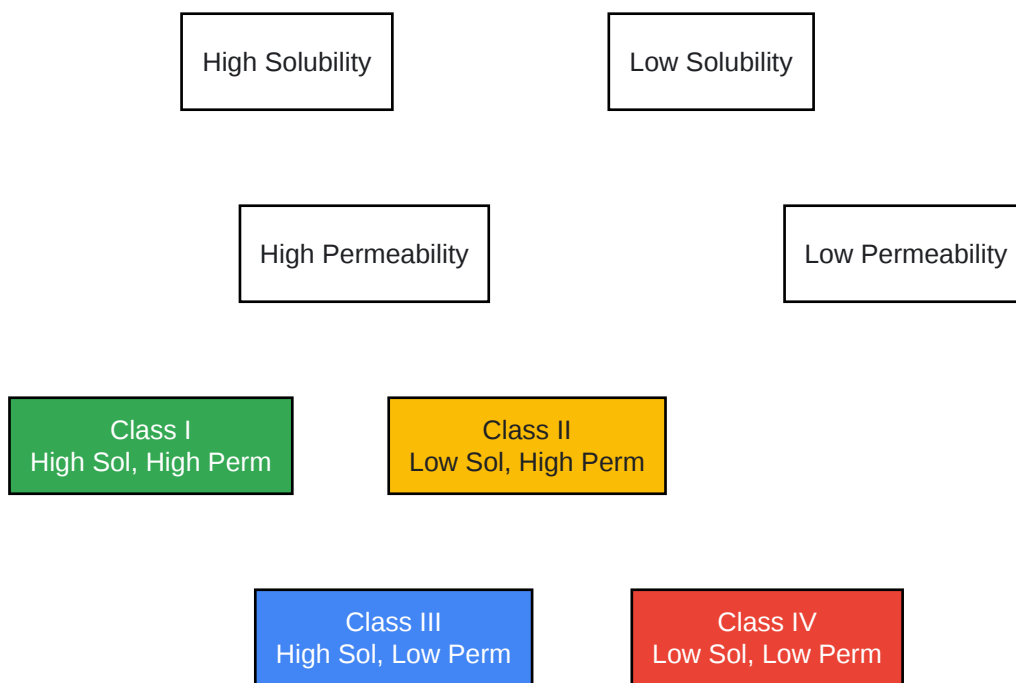 High Solubility
Low Solubility
High Permeability
Low Permeability
Class I
High Sol, High Perm
Class II
Low Sol, High Perm
Class III
High Sol, Low Perm
Class IV
Low Sol, Low Perm